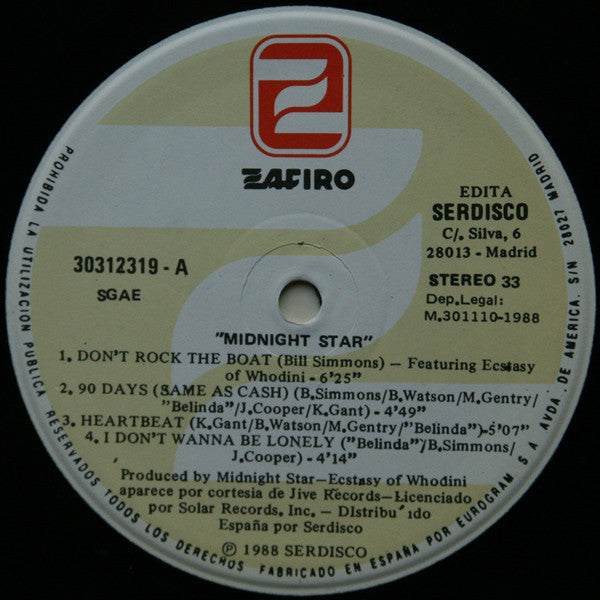 ZAFIRO
EDITA
SERDISCO
C/. Silva, 6
28013 - Madrid
30312319 - A
SGAE
STEREO 33
Dep.Legal:
M.301110-1988
"MIDNIGHT STAR"
1. DON'T ROCK THE BOAT (Bill Simmons) - Featuring Ecstasy
of Whodini - 6'25"
2. 90 DAYS (SAME AS CASH) (B.Simmons/B.Watson/M.Gentry/
"Belinda"/J.Cooper/K.Gant) - 4'49"
3. HEARTBEAT (K.Gant/B.Watson/M.Gentry/"Belinda")-5'07"
4. I DON'T WANNA BE LONELY ("Belinda"/B.Simmons/
J.Cooper) - 4'14"
Produced by Midnight Star-Ecstasy of Whodini
aparece por cortesia de Jive Records-Licenciado
por Solar Records, Inc. - DIstribu´ido
España por Serdisco
℗ 1988 SERDISCO
PROHIBIDA LA UTILIZACION PUBLICA RESERVADOS TODOS LOS DERECHOS FABRICADO EN ESPAÑA POR EUROGRAM S A AVDA. DE AMERICA. S/N 28027 MADRID